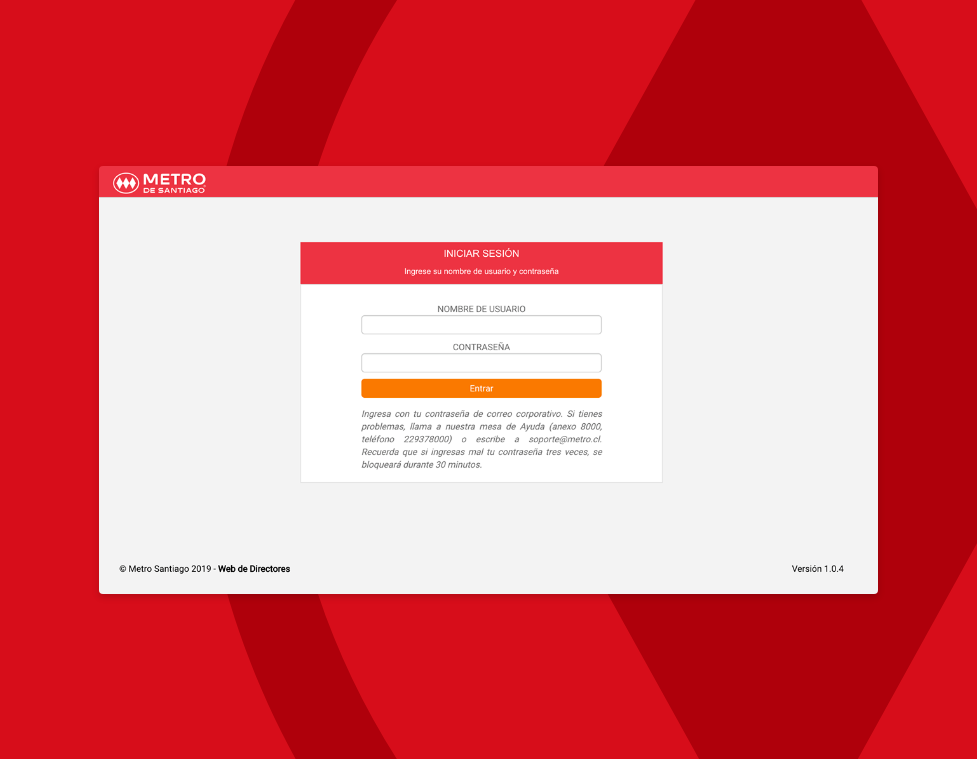 METRO
DE SANTIAGO
INICIAR SESIÓN
Ingrese su nombre de usuario y contraseña
NOMBRE DE USUARIO
CONTRASEÑA
Entrar
Ingresa con tu contraseña de correo corporativo. Si tienes
problemas, llama a nuestra mesa de Ayuda (anexo 8000,
teléfono 229378000) o escribe a soporte@metro.cl.
Recuerda que si ingresas mal tu contraseña tres veces, se
bloqueará durante 30 minutos.
© Metro Santiago 2019 - Web de Directores
Versión 1.0.4